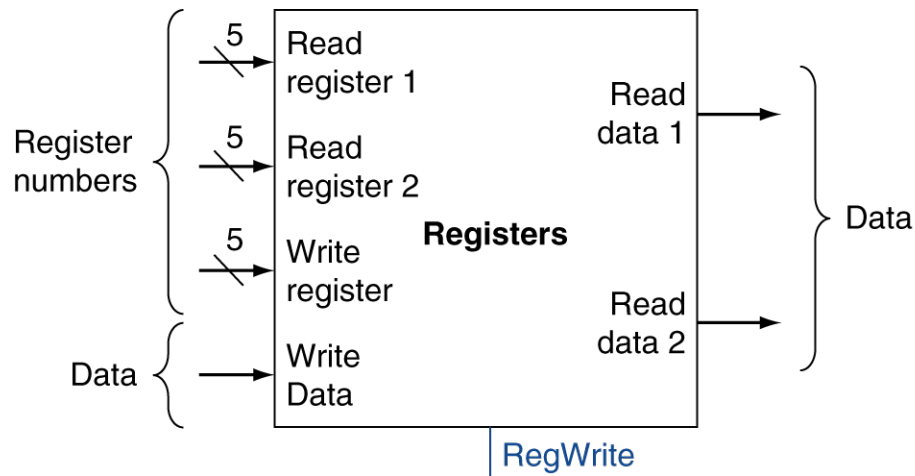 Register
numbers
Data
5
Read
register 1
5
Read
register 2
5
Write
register
Write
Data
Registers
Read
data 1
Read
data 2
Data
RegWrite